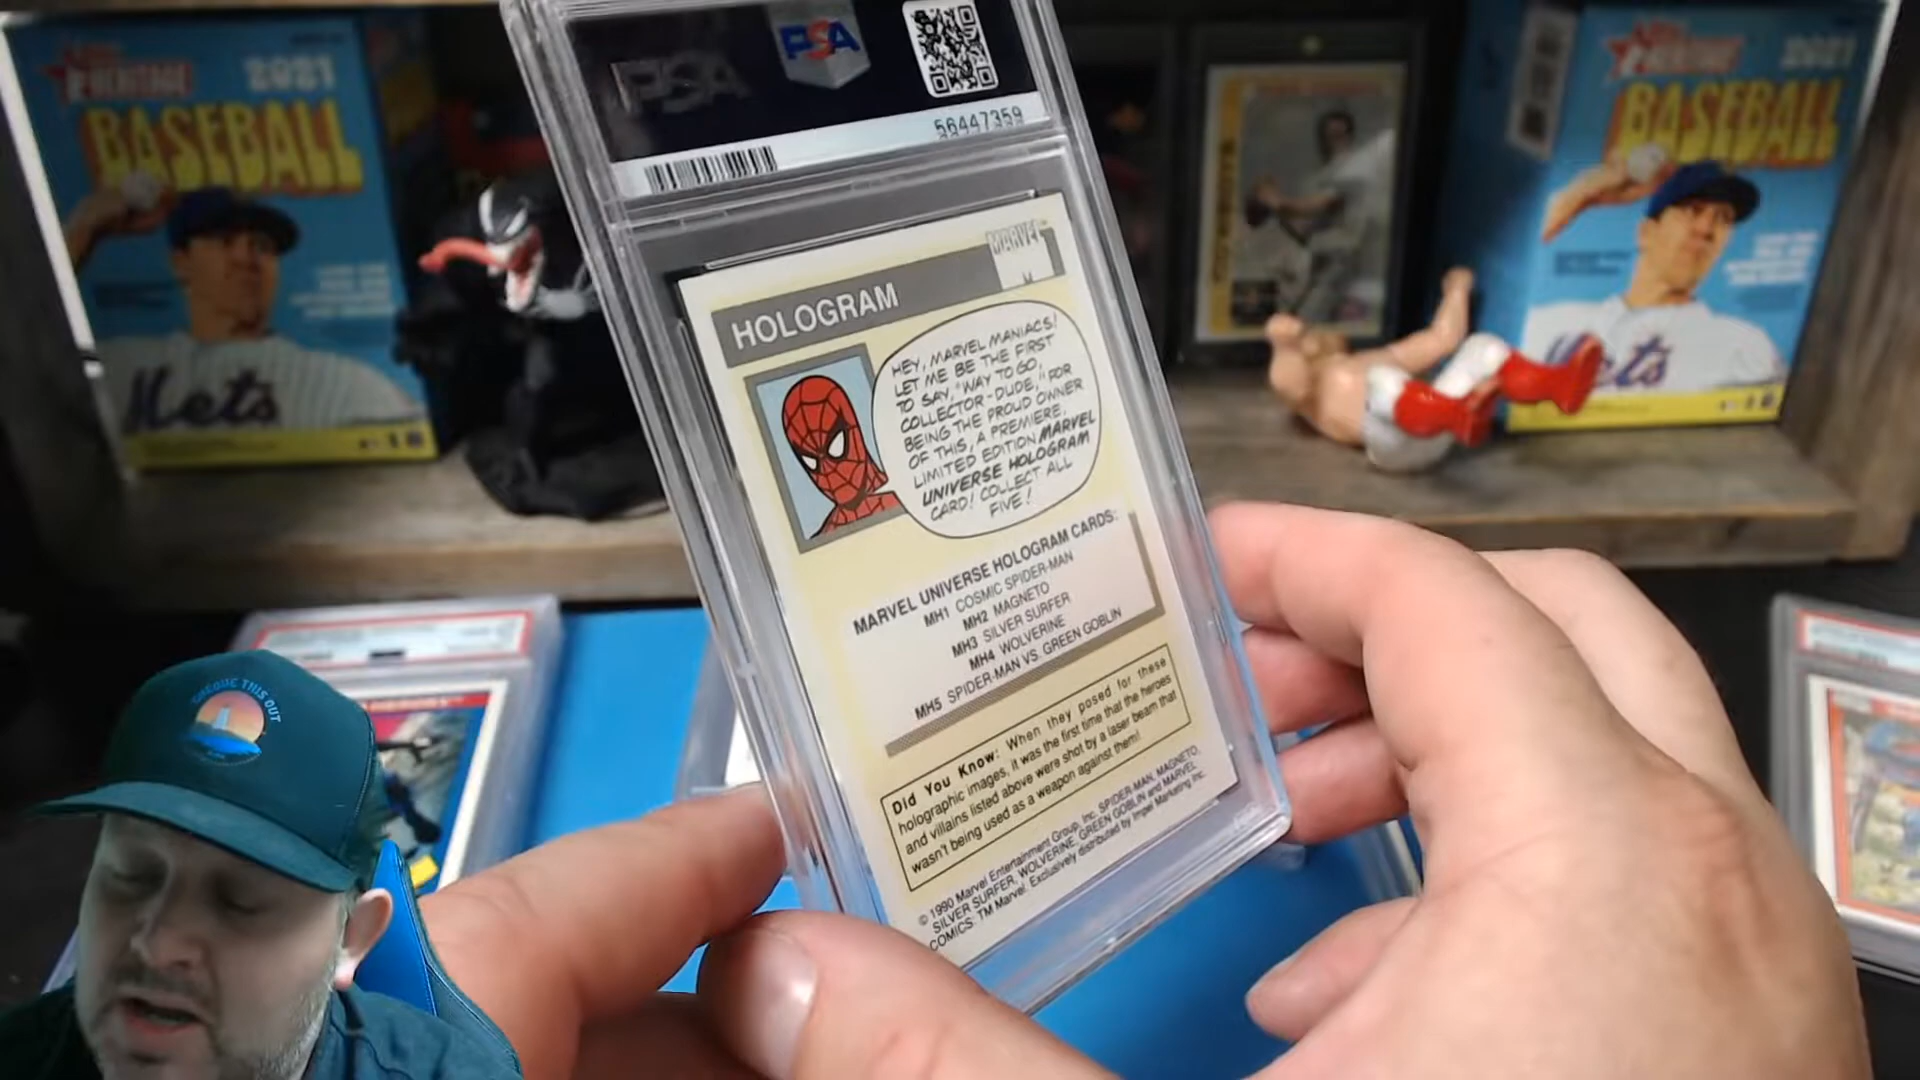 2021
BASEBALL
Mets
PSA
PSA
56447359
HOLOGRAM
MARVEL
HEY, MARVEL MANIACS!
LET ME BE THE FIRST
TO SAY, "WAY TO GO,
COLLECTOR-DUDE," FOR
BEING THE PROUD OWNER
OF THIS, A PREMIERE,
LIMITED EDITION MARVEL
UNIVERSE HOLOGRAM
CARD! COLLECT ALL
FIVE!
MARVEL UNIVERSE HOLOGRAM CARDS:
MH1 COSMIC SPIDER-MAN
MH2 MAGNETO
MH3 SILVER SURFER
MH4 WOLVERINE
MH5 SPIDER-MAN VS. GREEN GOBLIN
Did You Know: When they posed for these
holographic images, it was the first time that the heroes
and villains listed above were shot by a laser beam that
wasn't being used as a weapon against them!
© 1990 Marvel Entertainment Group, Inc. SPIDER-MAN, MAGNETO,
SILVER SURFER, WOLVERINE, GREEN GOBLIN and MARVEL
COMICS: TM Marvel. Exclusively distributed by Impel Marketing Inc.
2021
BASEBALL
Mets
THIS OUT